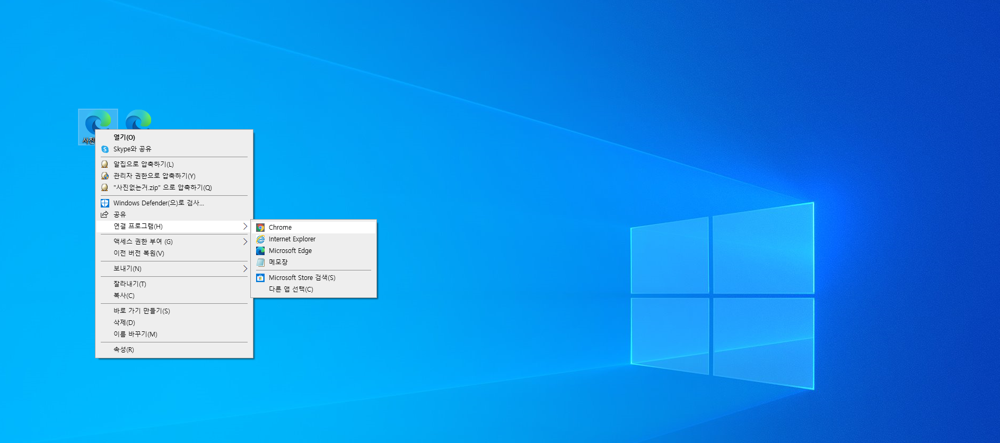 사진
열기(O)
Skype와 공유
알집으로 압축하기(L)
관리자 권한으로 압축하기(Y)
"사진없는거.zip" 으로 압축하기(Q)
Windows Defender(으)로 검사...
공유
연결 프로그램(H)
액세스 권한 부여 (G)
이전 버전 복원(V)
보내기(N)
잘라내기(T)
복사(C)
바로 가기 만들기(S)
삭제(D)
이름 바꾸기(M)
속성(R)
Chrome
Internet Explorer
Microsoft Edge
메모장
Microsoft Store 검색(S)
다른 앱 선택(C)